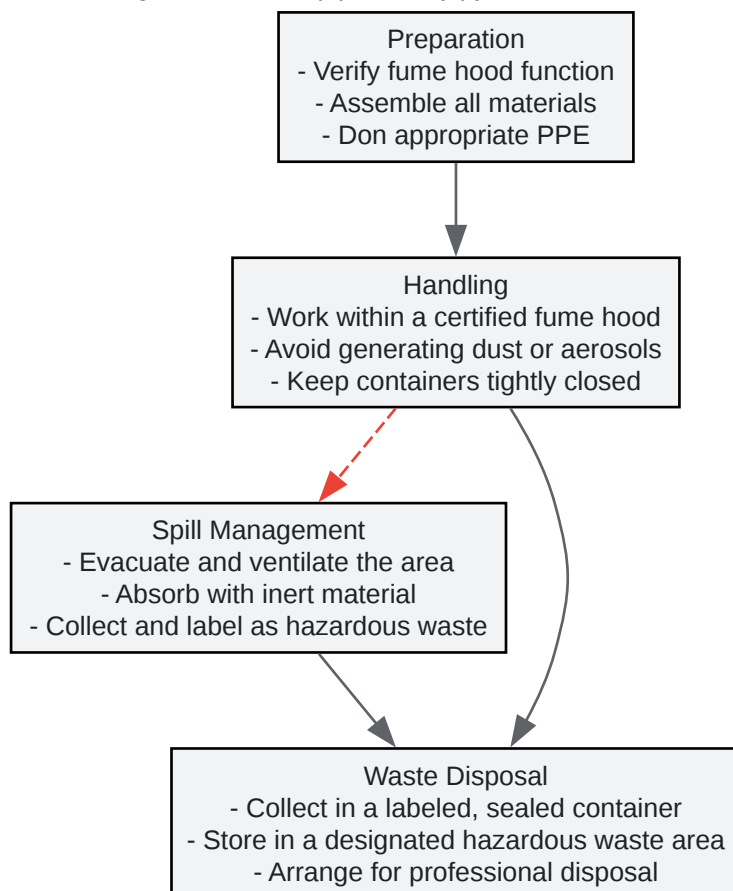 Preparation
- Verify fume hood function
- Assemble all materials
- Don appropriate PPE
Handling
- Work within a certified fume hood
- Avoid generating dust or aerosols
- Keep containers tightly closed
Spill Management
- Evacuate and ventilate the area
- Absorb with inert material
- Collect and label as hazardous waste
Waste Disposal
- Collect in a labeled, sealed container
- Store in a designated hazardous waste area
- Arrange for professional disposal